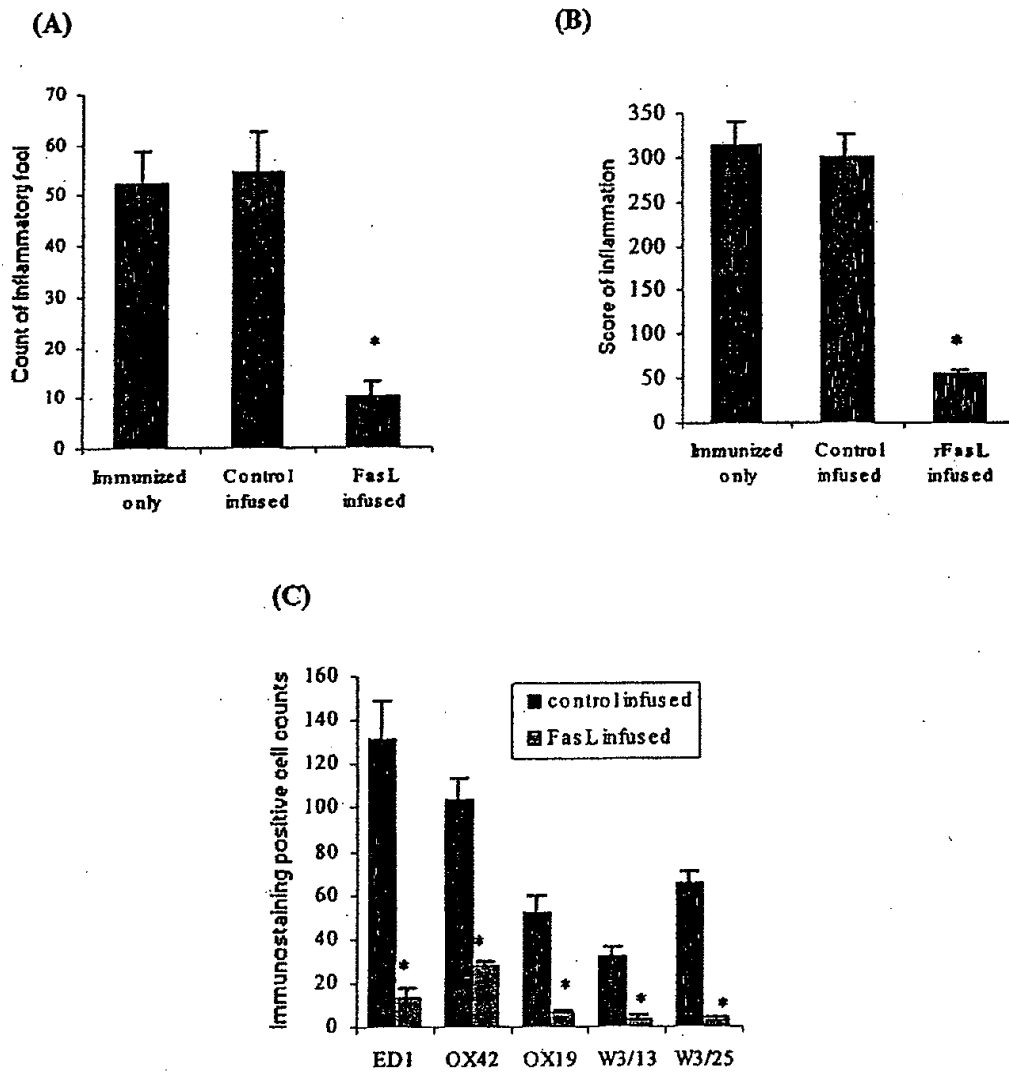 (A)
Count of inflammatory fool
70
60
50
40
30
20
10
0
*
Immunized only
Control infused
FasL infused
(B)
Score of inflammation
350
300
250
200
150
100
50
0
*
Immunized only
Control infused
rFasL infused
(C)
Immunostaining positive cell counts
160
140
120
100
80
60
40
20
0
control infused
FasL infused
*
*
*
*
*
ED1
OX42
OX19
W3/13
W3/25